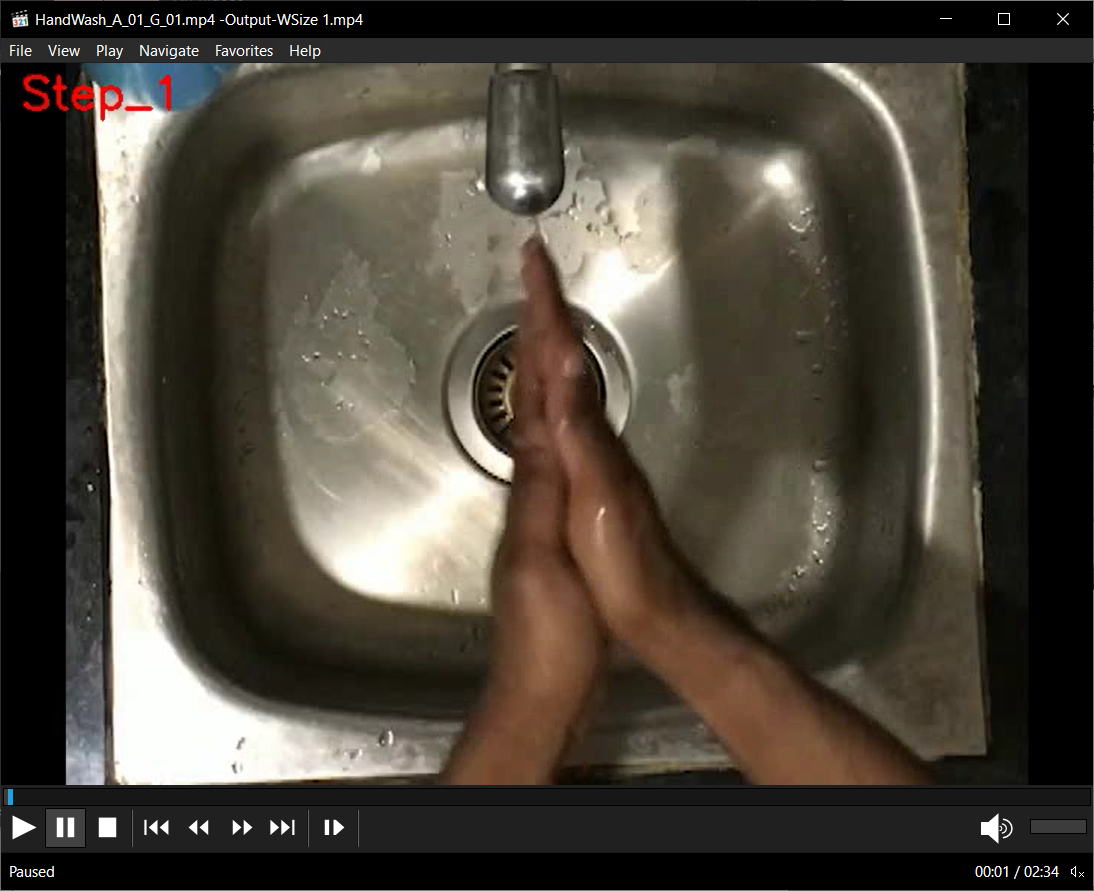 HandWash_A_01_G_01.mp4 -Output-WSize 1.mp4
File View Play Navigate Favorites Help
Step_1
Paused
00:01 / 02:34